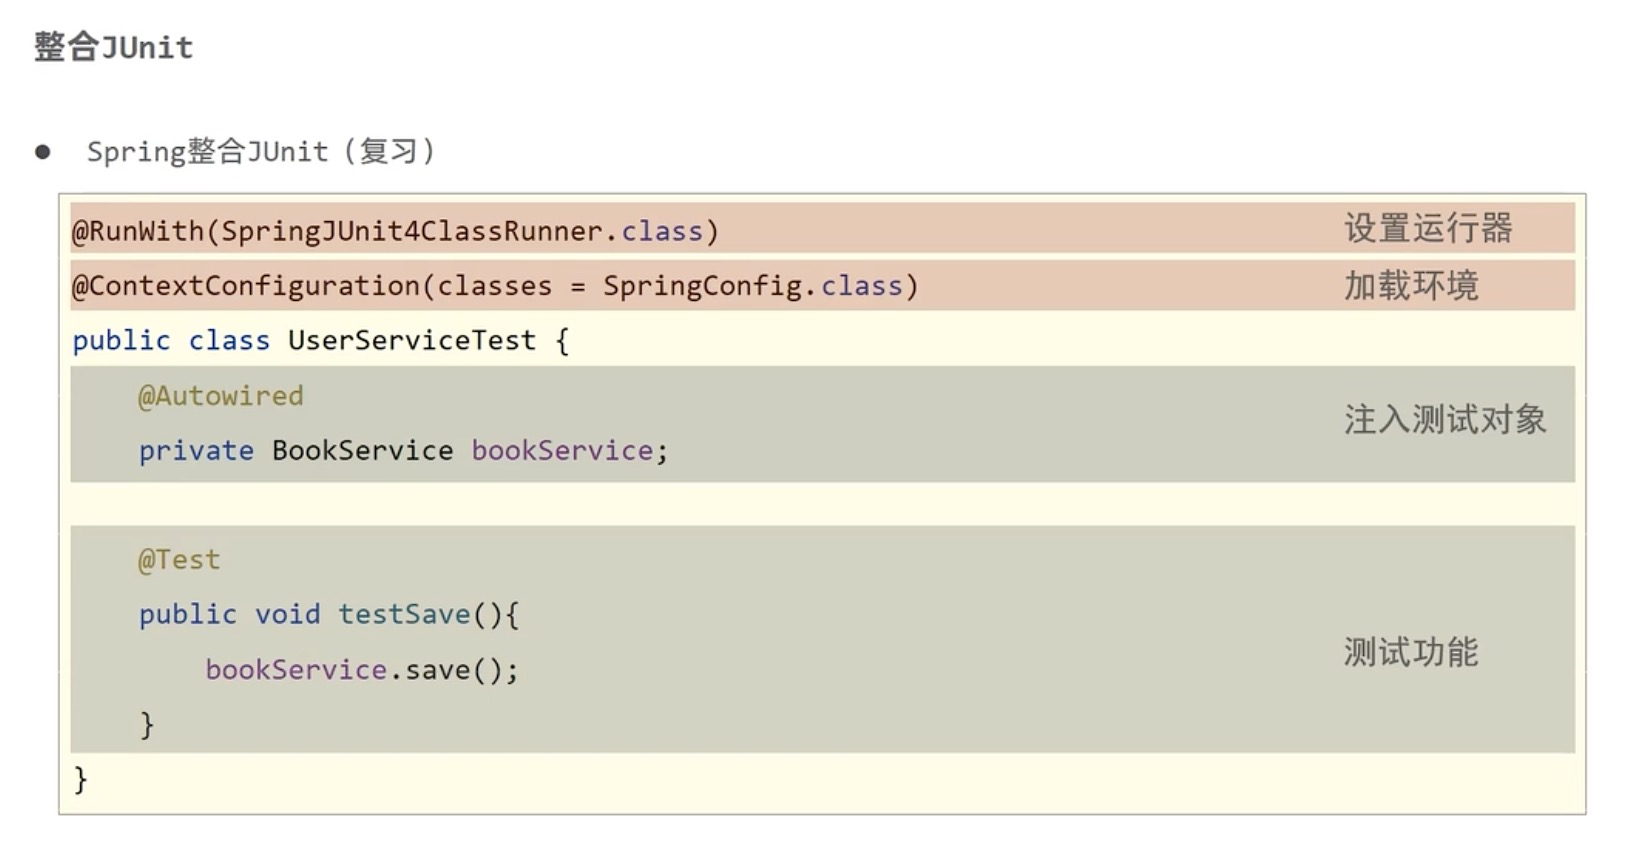 整合JUnit
● Spring整合JUnit（复习）
@RunWith(SpringJUnit4ClassRunner.class) 设置运行器
@ContextConfiguration(classes = SpringConfig.class) 加载环境
public class UserServiceTest {
@Autowired
注入测试对象
private BookService bookService;
@Test
public void testSave(){
测试功能
bookService.save();
}
}